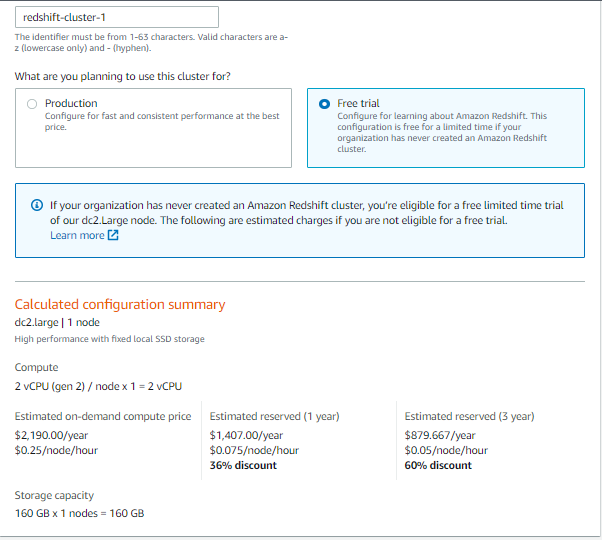 redshift-cluster-1
The identifier must be from 1-63 characters. Valid characters are a-
z (lowercase only) and - (hyphen).
What are you planning to use this cluster for?
Production
Configure for fast and consistent performance at the best
price.
Free trial
Configure for learning about Amazon Redshift. This
configuration is free for a limited time if your
organization has never created an Amazon Redshift
cluster.
If your organization has never created an Amazon Redshift cluster, you're eligible for a free limited time trial
of our dc2.Large node. The following are estimated charges if you are not eligible for a free trial.
Learn more
Calculated configuration summary
dc2.large | 1 node
High performance with fixed local SSD storage
Compute
2 vCPU (gen 2) / node x 1 = 2 vCPU
Estimated on-demand compute price
$2,190.00/year
$0.25/node/hour
Estimated reserved (1 year)
$1,407.00/year
$0.075/node/hour
36% discount
Estimated reserved (3 year)
$879.667/year
$0.05/node/hour
60% discount
Storage capacity
160 GB x 1 nodes = 160 GB